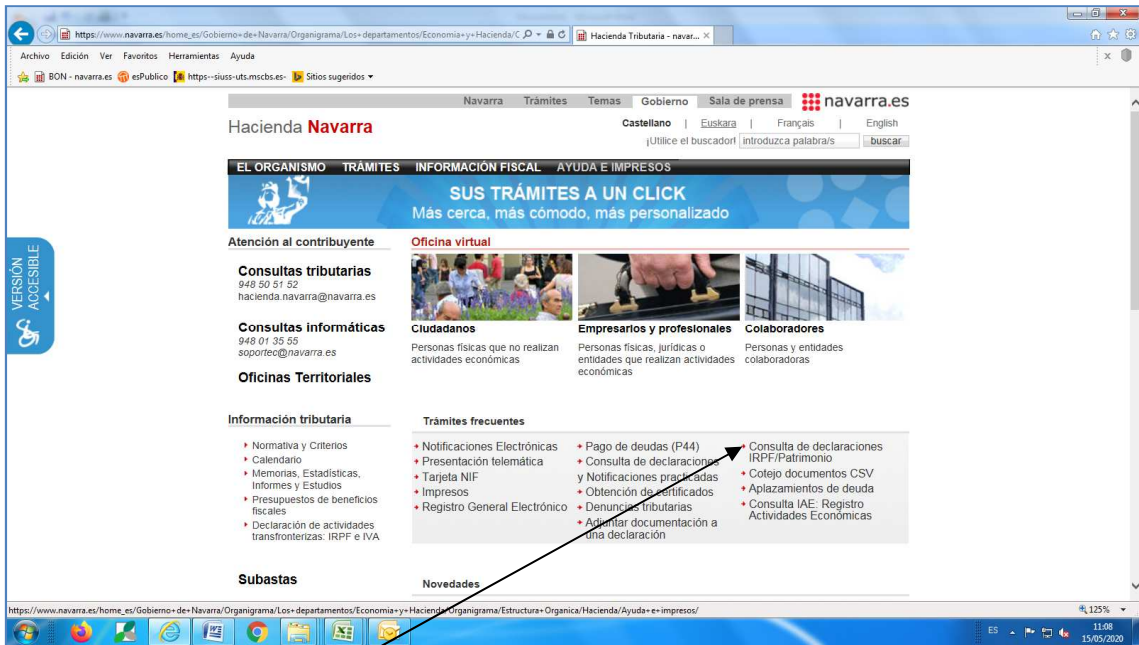 https://www.navarra.es/home_es/Gobierno+de+Navarra/Organigrama/Los+departamentos/Economia+y+Hacienda/C
Hacienda Tributaria - navar...
Archivo Edición Ver Favoritos Herramientas Ayuda
BON - navarra.es esPublico https--siuss-uts.mscbs.es- Sitios sugeridos
Navarra Trámites Temas Gobierno Sala de prensa navarra.es
Hacienda Navarra
Castellano | Euskara | Français | English
¡Utilice el buscador! introduzca palabra/s buscar
EL ORGANISMO TRÁMITES INFORMACIÓN FISCAL AYUDA E IMPRESOS
SUS TRÁMITES A UN CLICK
Más cerca, más cómodo, más personalizado
VERSIÓN ACCESIBLE
Atención al contribuyente
Consultas tributarias
948 50 51 52
hacienda.navarra@navarra.es
Consultas informáticas
948 01 35 55
soportec@navarra.es
Oficinas Territoriales
Oficina virtual
Ciudadanos
Personas físicas que no realizan
actividades económicas
Empresarios y profesionales
Personas físicas, jurídicas o
entidades que realizan actividades
económicas
Colaboradores
Personas y entidades
colaboradoras
Información tributaria
Normativa y Criterios
Calendario
Memorias, Estadísticas,
Informes y Estudios
Presupuestos de beneficios
fiscales
Declaración de actividades
transfronterizas: IRPF e IVA
Subastas
Trámites frecuentes
Notificaciones Electrónicas
Presentación telemática
Tarjeta NIF
Impresos
Registro General Electrónico
Pago de deudas (P44)
Consulta de declaraciones
y Notificaciones practicadas
Obtención de certificados
Denuncias tributarias
Adjuntar documentación a
una declaración
Consulta de declaraciones
IRPF/Patrimonio
Cotejo documentos CSV
Aplazamientos de deuda
Consulta IAE: Registro
Actividades Económicas
Novedades
https://www.navarra.es/home_es/Gobierno+de+Navarra/Organigrama/Los+departamentos/Economia+y+Hacienda/Organigrama/Estructura+Organica/Hacienda/Ayuda+e+impresos/
125%
ES
11:08
15/05/2020